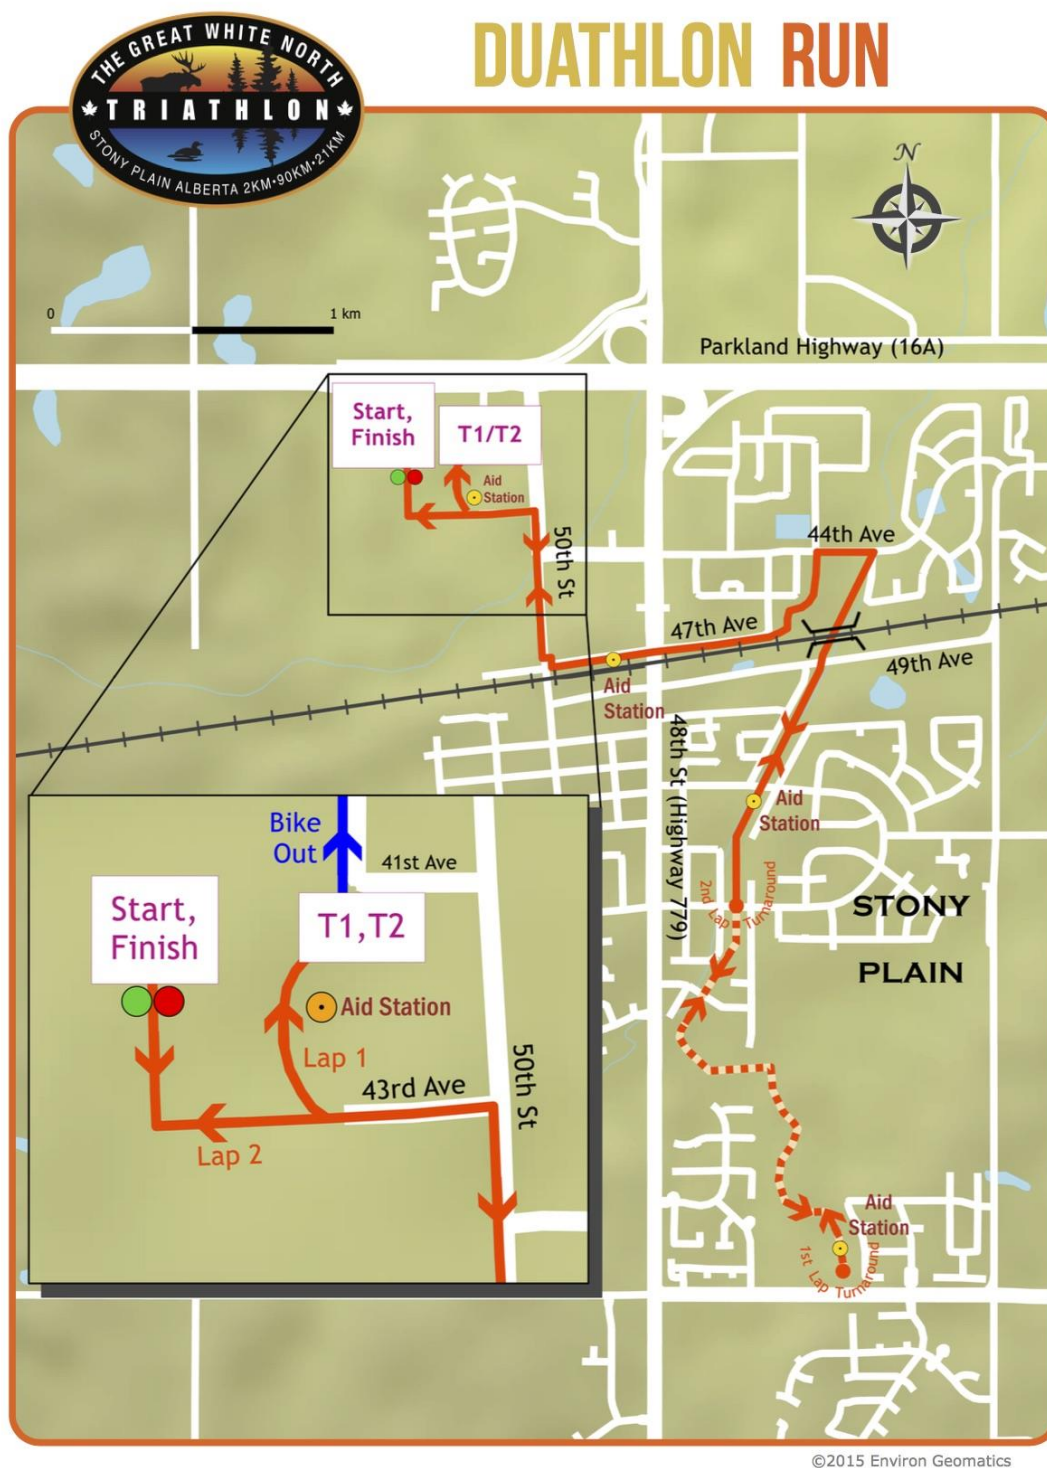 DUATHLON RUN
THE GREAT WHITE NORTH
TRIATHLON
STONY PLAIN ALBERTA 2KM•90KM•21KM
N
0
1 km
Parkland Highway (16A)
Start,
Finish
T1/T2
Aid
Station
50th St
44th Ave
47th Ave
49th Ave
Aid
Station
48th St (Highway 779)
Aid
Station
2nd Lap Turnaround
STONY
PLAIN
Bike
Out
41st Ave
Start,
Finish
T1,T2
Aid Station
Lap 1
43rd Ave
50th St
Lap 2
Aid
Station
1st Lap Turnaround
©2015 Environ Geomatics